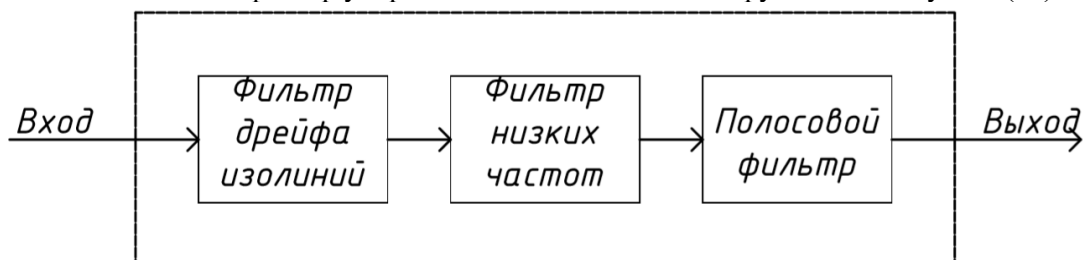 Вход
Фильтр
дрейфа
изолиний
Фильтр
низких
частот
Полосовой
фильтр
Выход